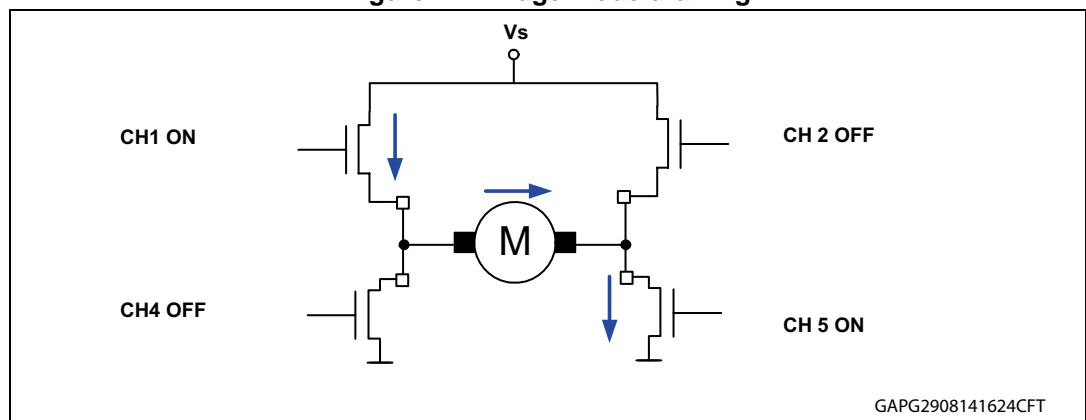 Vs
CH1 ON
CH 2 OFF
M
CH4 OFF
CH 5 ON
GAPG2908141624CFT